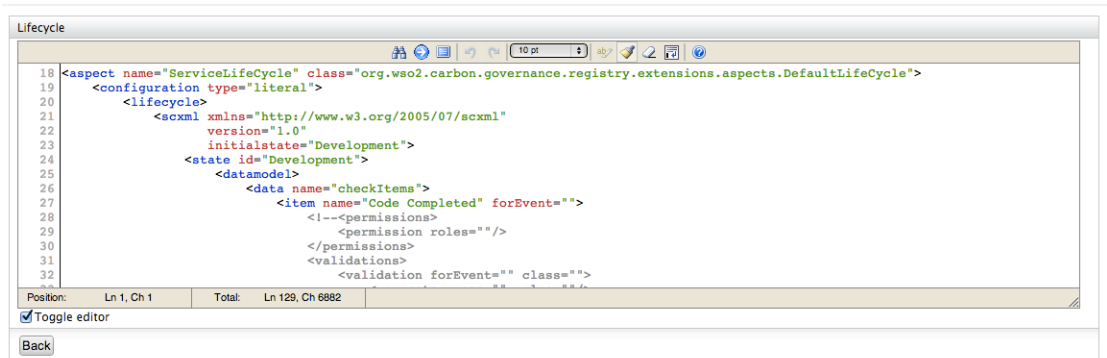 Lifecycle
10 pt
18 <aspect name="ServiceLifeCycle" class="org.wso2.carbon.governance.registry.extensions.aspects.DefaultLifeCycle">
19 <configuration type="literal">
20 <lifecycle>
21 <scxml xmlns="http://www.w3.org/2005/07/scxml"
22 version="1.0"
23 initialstate="Development">
24 <state id="Development">
25 <datamodel>
26 <data name="checkItems">
27 <item name="Code Completed" forEvent="">
28 <!--<permissions>
29 <permission roles=""/>
30 </permissions>
31 <validations>
32 <validation forEvent="" class="">
Position: Ln 1, Ch 1 Total: Ln 129, Ch 6882
Toggle editor
Back